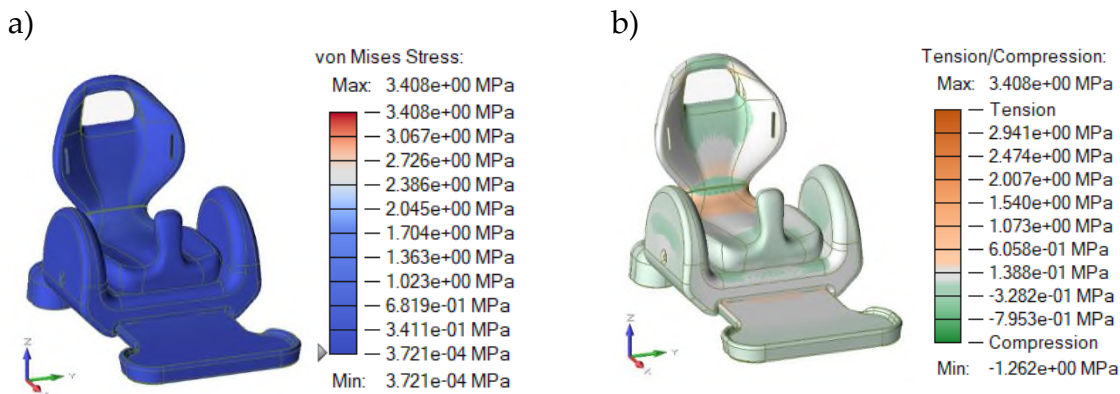 a)
von Mises Stress:
Max: 3.408e+00 MPa
3.408e+00 MPa
3.067e+00 MPa
2.726e+00 MPa
2.386e+00 MPa
2.045e+00 MPa
1.704e+00 MPa
1.363e+00 MPa
1.023e+00 MPa
6.819e-01 MPa
3.411e-01 MPa
3.721e-04 MPa
Min: 3.721e-04 MPa
Z
Y
X
b)
Tension/Compression:
Max: 3.408e+00 MPa
Tension
2.941e+00 MPa
2.474e+00 MPa
2.007e+00 MPa
1.540e+00 MPa
1.073e+00 MPa
6.058e-01 MPa
1.388e-01 MPa
-3.282e-01 MPa
-7.953e-01 MPa
Compression
Min: -1.262e+00 MPa
Z
Y
X